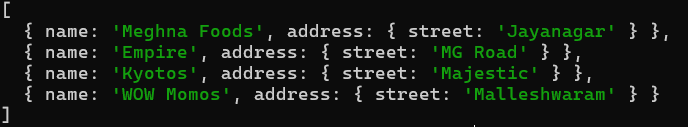 [
  { name: 'Meghna Foods', address: { street: 'Jayanagar' } },
  { name: 'Empire', address: { street: 'MG Road' } },
  { name: 'Kyotos', address: { street: 'Majestic' } },
  { name: 'WOW Momos', address: { street: 'Malleshwaram' } }
]